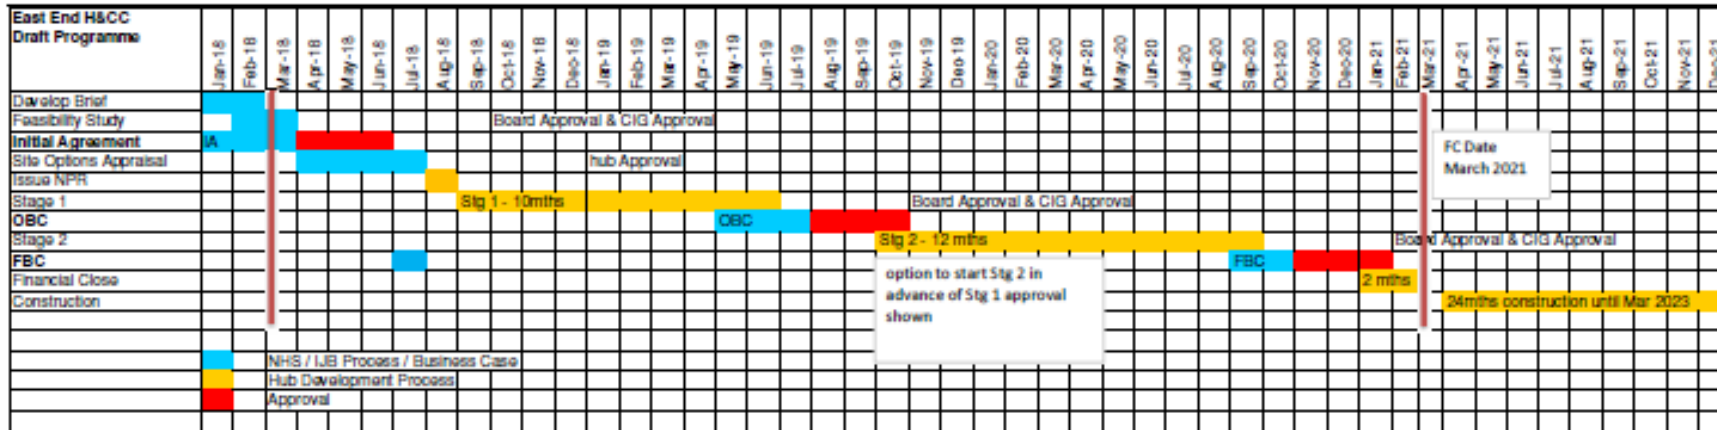 East End H&CC
Draft Programme
Jan-18 Feb-18 Mar-18 Apr-18 May-18 Jun-18 Jul-18 Aug-18 Sep-18 Oct-18 Nov-18 Dec-18 Jan-19 Feb-19 Mar-19 Apr-19 May-19 Jun-19 Jul-19 Aug-19 Sep-19 Oct-19 Nov-19 Dec-19 Jan-20 Feb-20 Mar-20 Apr-20 May-20 Jun-20 Jul-20 Aug-20 Sep-20 Oct-20 Nov-20 Dec-20 Jan-21 Feb-21 Mar-21 Apr-21 May-21 Jun-21 Jul-21 Aug-21 Sep-21 Oct-21 Nov-21
Develop Brief
Feasibility Study Board Approval & CIG Approval
Initial Agreement IA
FC Date
March 2021
Site Options Appraisal hub Approval
Issue NPR
Stage 1 Stg 1 - 10mths Board Approval & CIG Approval
OBC OBC
Stage 2 Stg 2 - 12 mths Board Approval & CIG Approval
FBC FBC
option to start Stg 2 in
advance of Stg 1 approval
shown
Financial Close 2 mths
Construction 24mths construction until Mar 2023
NHS / IJB Process / Business Case
Hub Development Process
Approval